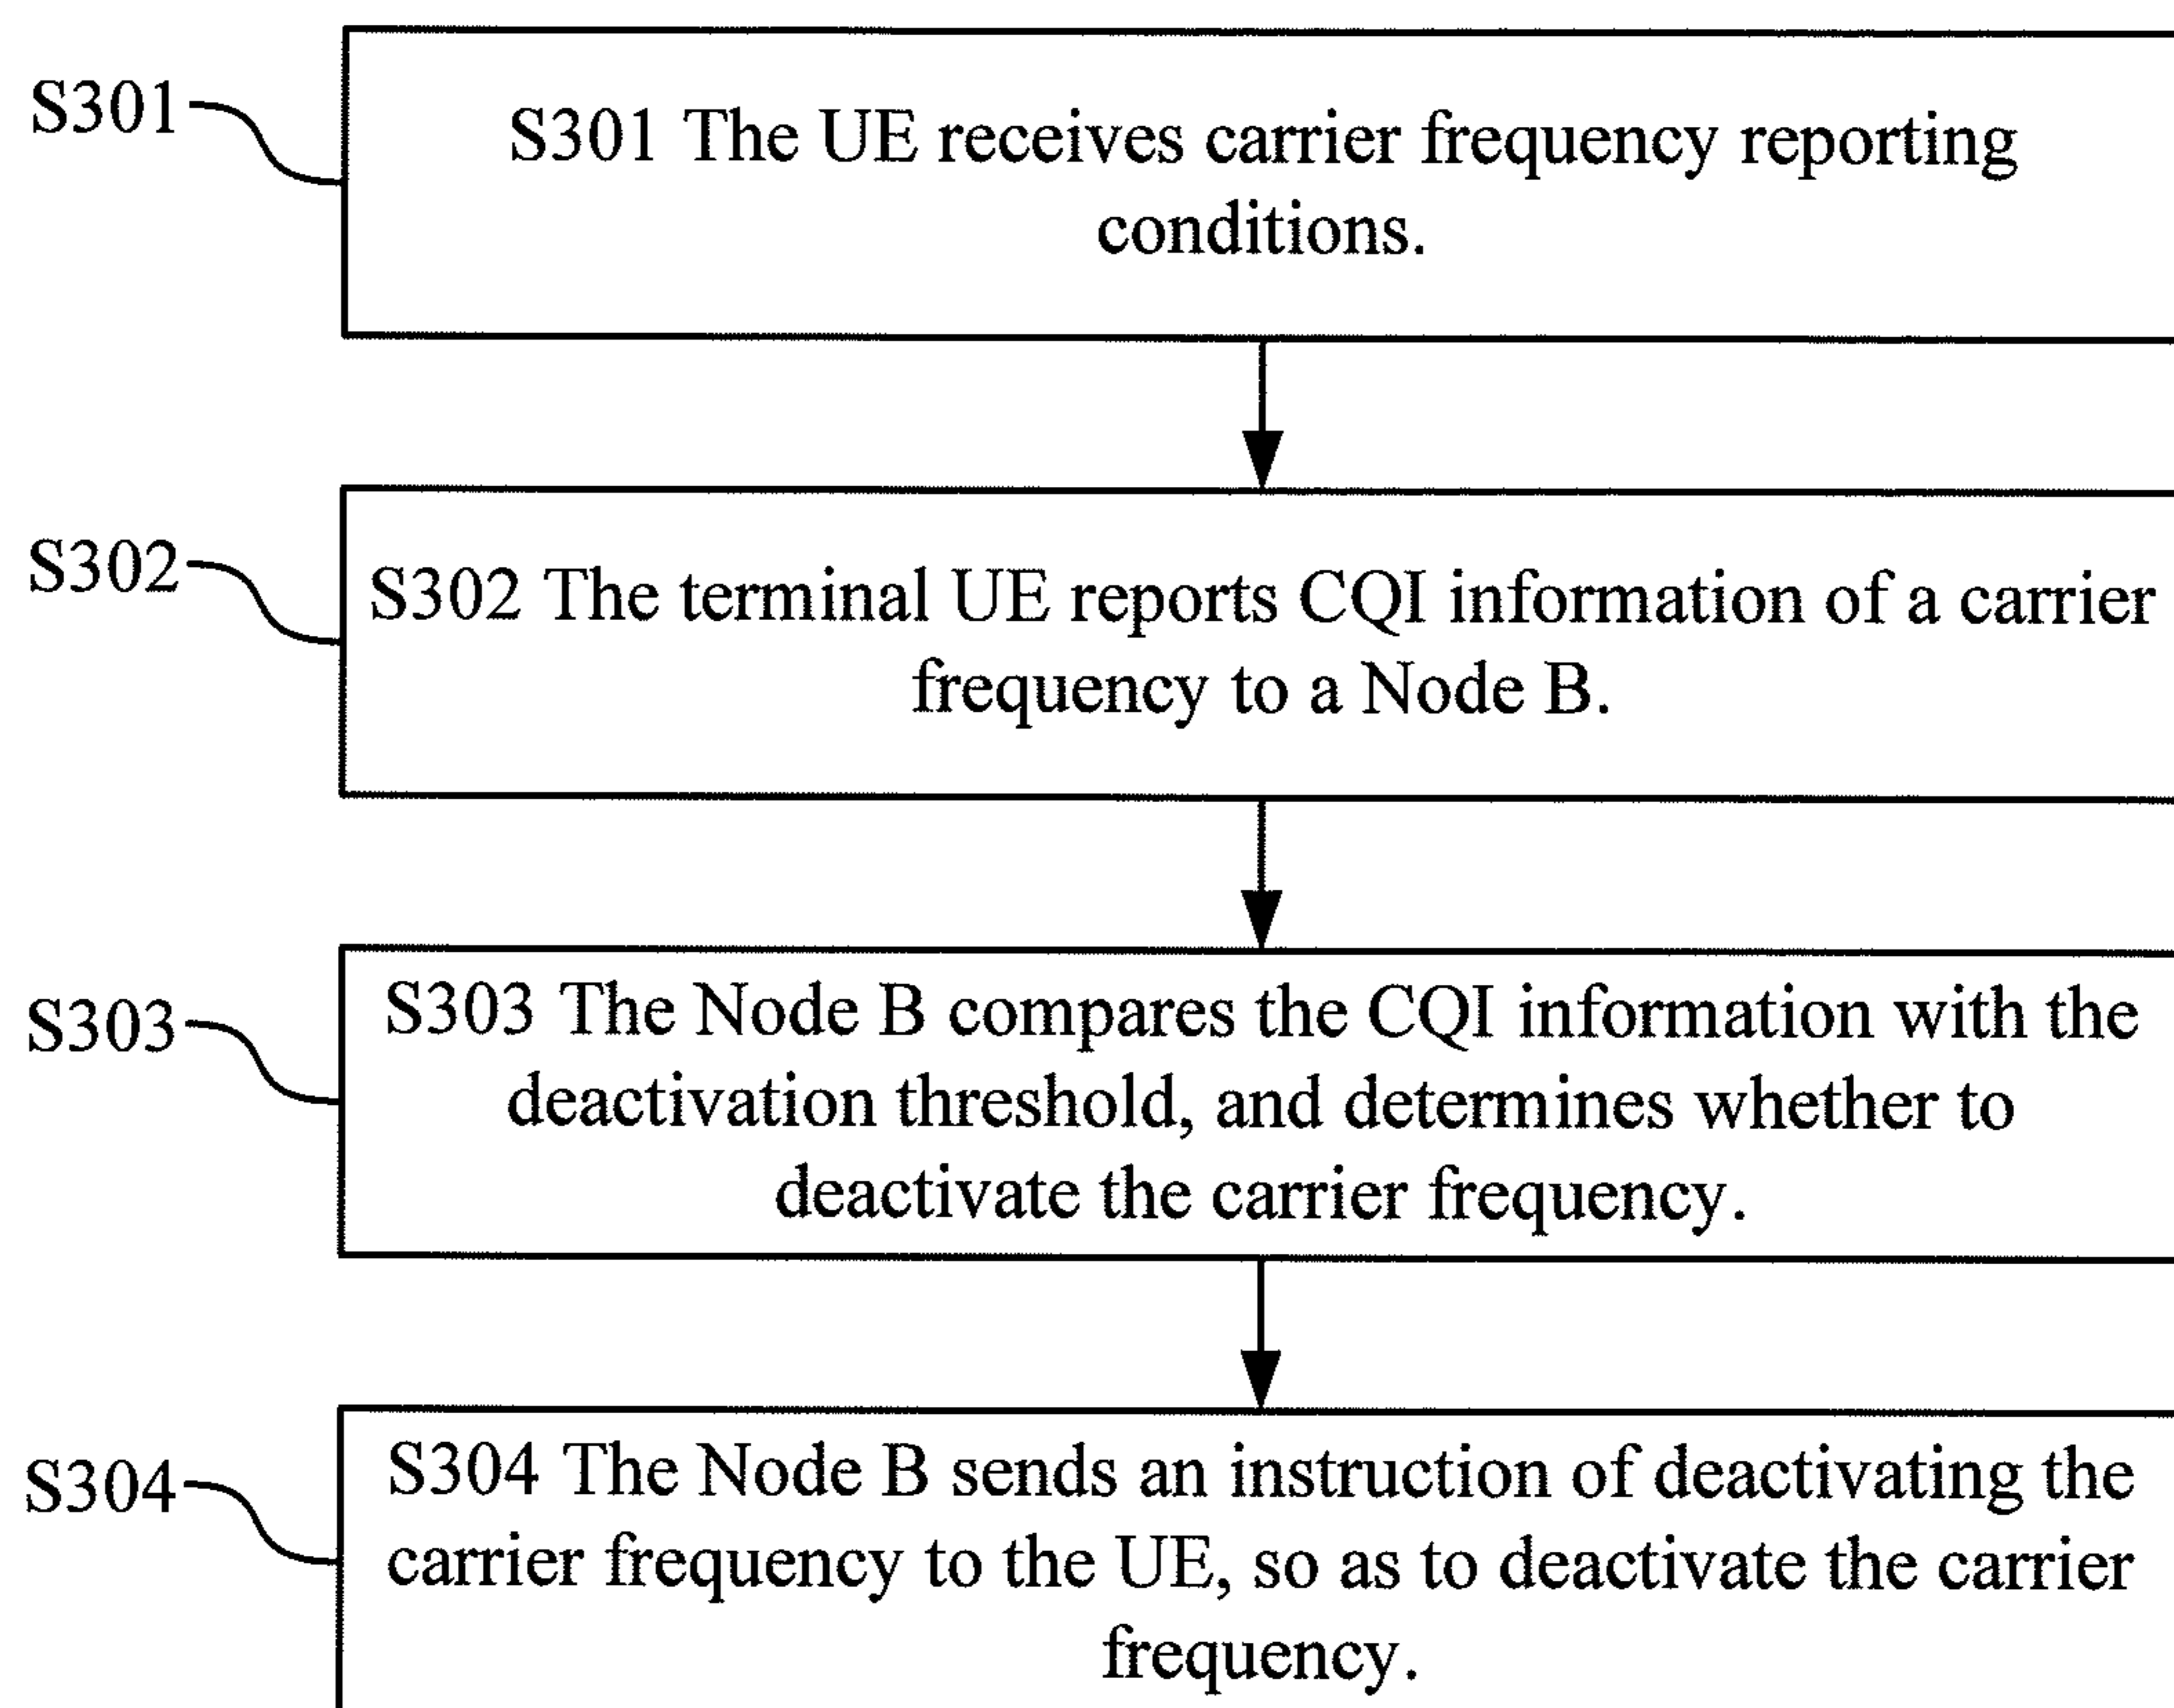 S301
S301 The UE receives carrier frequency reporting
conditions.
S302
S302 The terminal UE reports CQI information of a carrier
frequency to a Node B.
S303
S303 The Node B compares the CQI information with the
deactivation threshold, and determines whether to
deactivate the carrier frequency.
S304
S304 The Node B sends an instruction of deactivating the
carrier frequency to the UE, so as to deactivate the carrier
frequency.